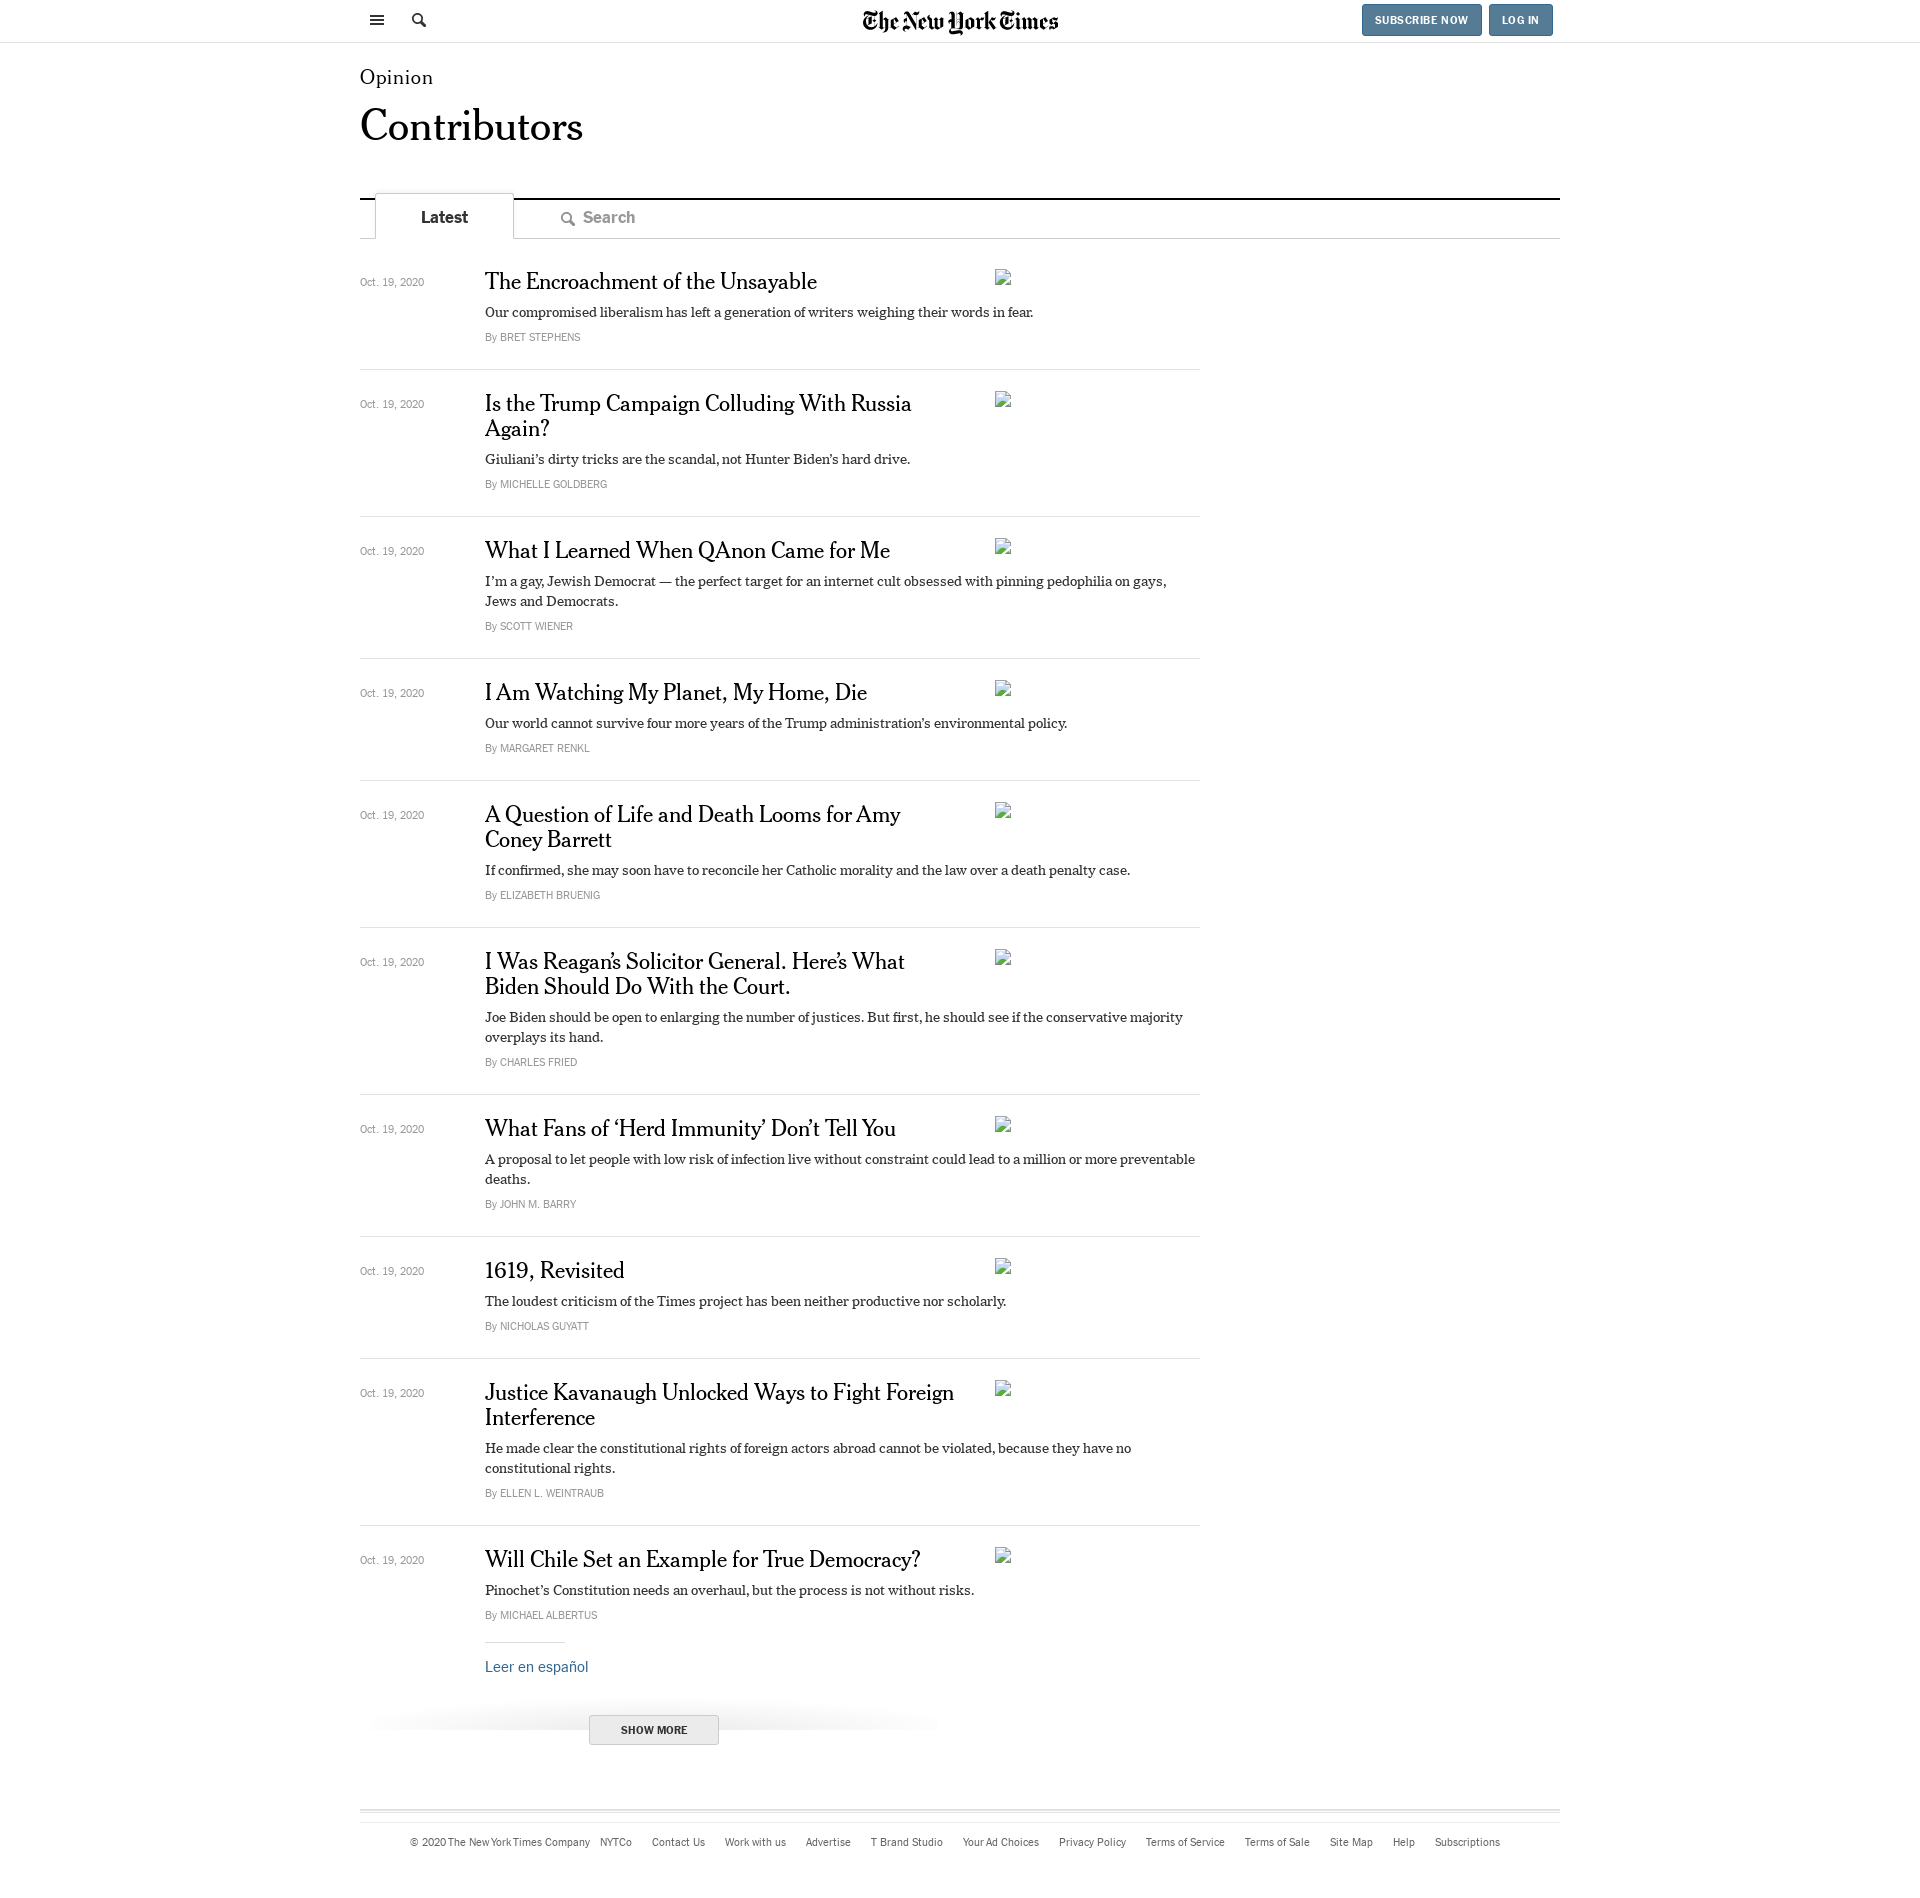 The New York Times
SUBSCRIBE NOW
LOG IN
Opinion
Contributors
Latest
Search
Oct. 19, 2020
The Encroachment of the Unsayable
Our compromised liberalism has left a generation of writers weighing their words in fear.
By BRET STEPHENS
Oct. 19, 2020
Is the Trump Campaign Colluding With Russia
Again?
Giuliani’s dirty tricks are the scandal, not Hunter Biden’s hard drive.
By MICHELLE GOLDBERG
Oct. 19, 2020
What I Learned When QAnon Came for Me
I’m a gay, Jewish Democrat — the perfect target for an internet cult obsessed with pinning pedophilia on gays,
Jews and Democrats.
By SCOTT WIENER
Oct. 19, 2020
I Am Watching My Planet, My Home, Die
Our world cannot survive four more years of the Trump administration’s environmental policy.
By MARGARET RENKL
Oct. 19, 2020
A Question of Life and Death Looms for Amy
Coney Barrett
If confirmed, she may soon have to reconcile her Catholic morality and the law over a death penalty case.
By ELIZABETH BRUENIG
Oct. 19, 2020
I Was Reagan’s Solicitor General. Here’s What
Biden Should Do With the Court.
Joe Biden should be open to enlarging the number of justices. But first, he should see if the conservative majority
overplays its hand.
By CHARLES FRIED
Oct. 19, 2020
What Fans of ‘Herd Immunity’ Don’t Tell You
A proposal to let people with low risk of infection live without constraint could lead to a million or more preventable
deaths.
By JOHN M. BARRY
Oct. 19, 2020
1619, Revisited
The loudest criticism of the Times project has been neither productive nor scholarly.
By NICHOLAS GUYATT
Oct. 19, 2020
Justice Kavanaugh Unlocked Ways to Fight Foreign
Interference
He made clear the constitutional rights of foreign actors abroad cannot be violated, because they have no
constitutional rights.
By ELLEN L. WEINTRAUB
Oct. 19, 2020
Will Chile Set an Example for True Democracy?
Pinochet’s Constitution needs an overhaul, but the process is not without risks.
By MICHAEL ALBERTUS
Leer en español
SHOW MORE
© 2020 The New York Times Company NYTCo Contact Us Work with us Advertise T Brand Studio Your Ad Choices Privacy Policy Terms of Service Terms of Sale Site Map Help Subscriptions